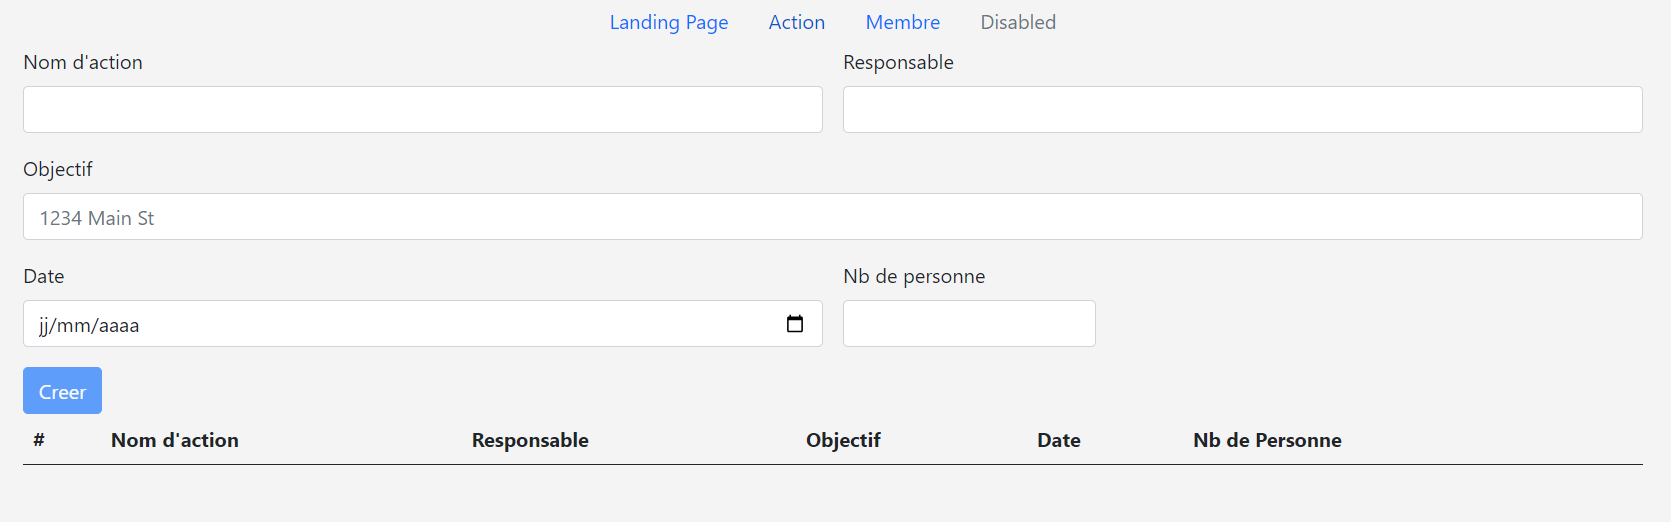 Landing Page Action Membre Disabled
Nom d'action Responsable
Objectif
1234 Main St
Date Nb de personne
jj/mm/aaaa
Creer
# Nom d'action Responsable Objectif Date Nb de Personne